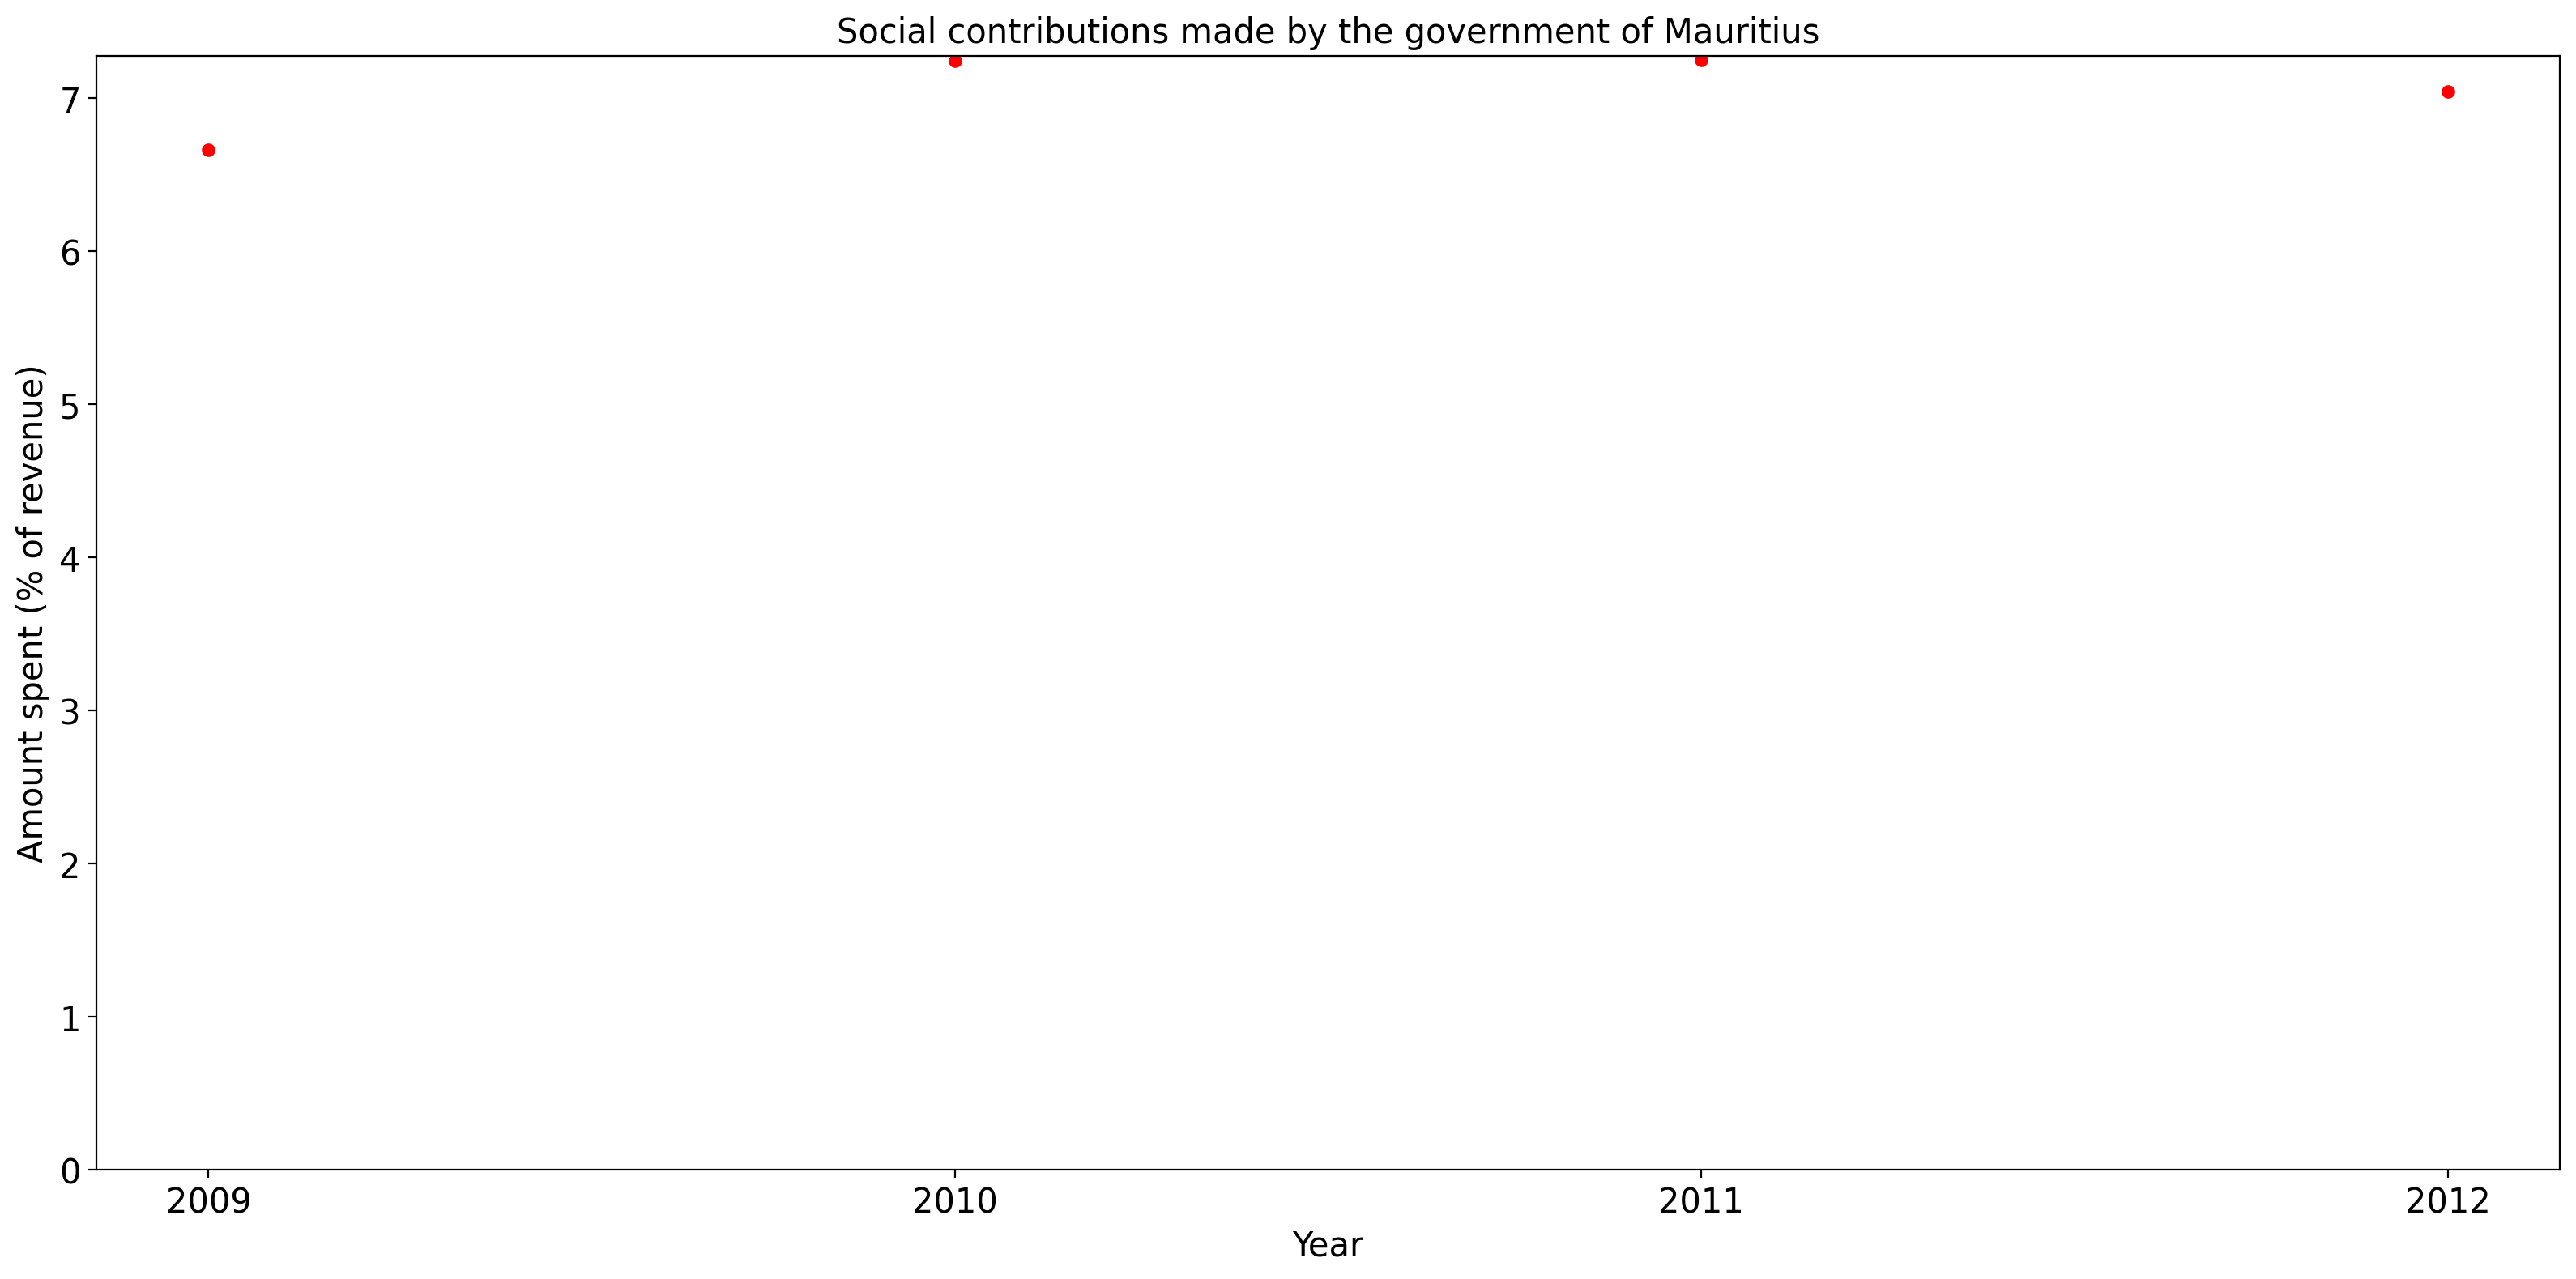 Social contributions made by the government of Mauritius
Amount spent (% of revenue)
7
6
5
4
3
2
1
0
2009 2010 2011 2012
Year